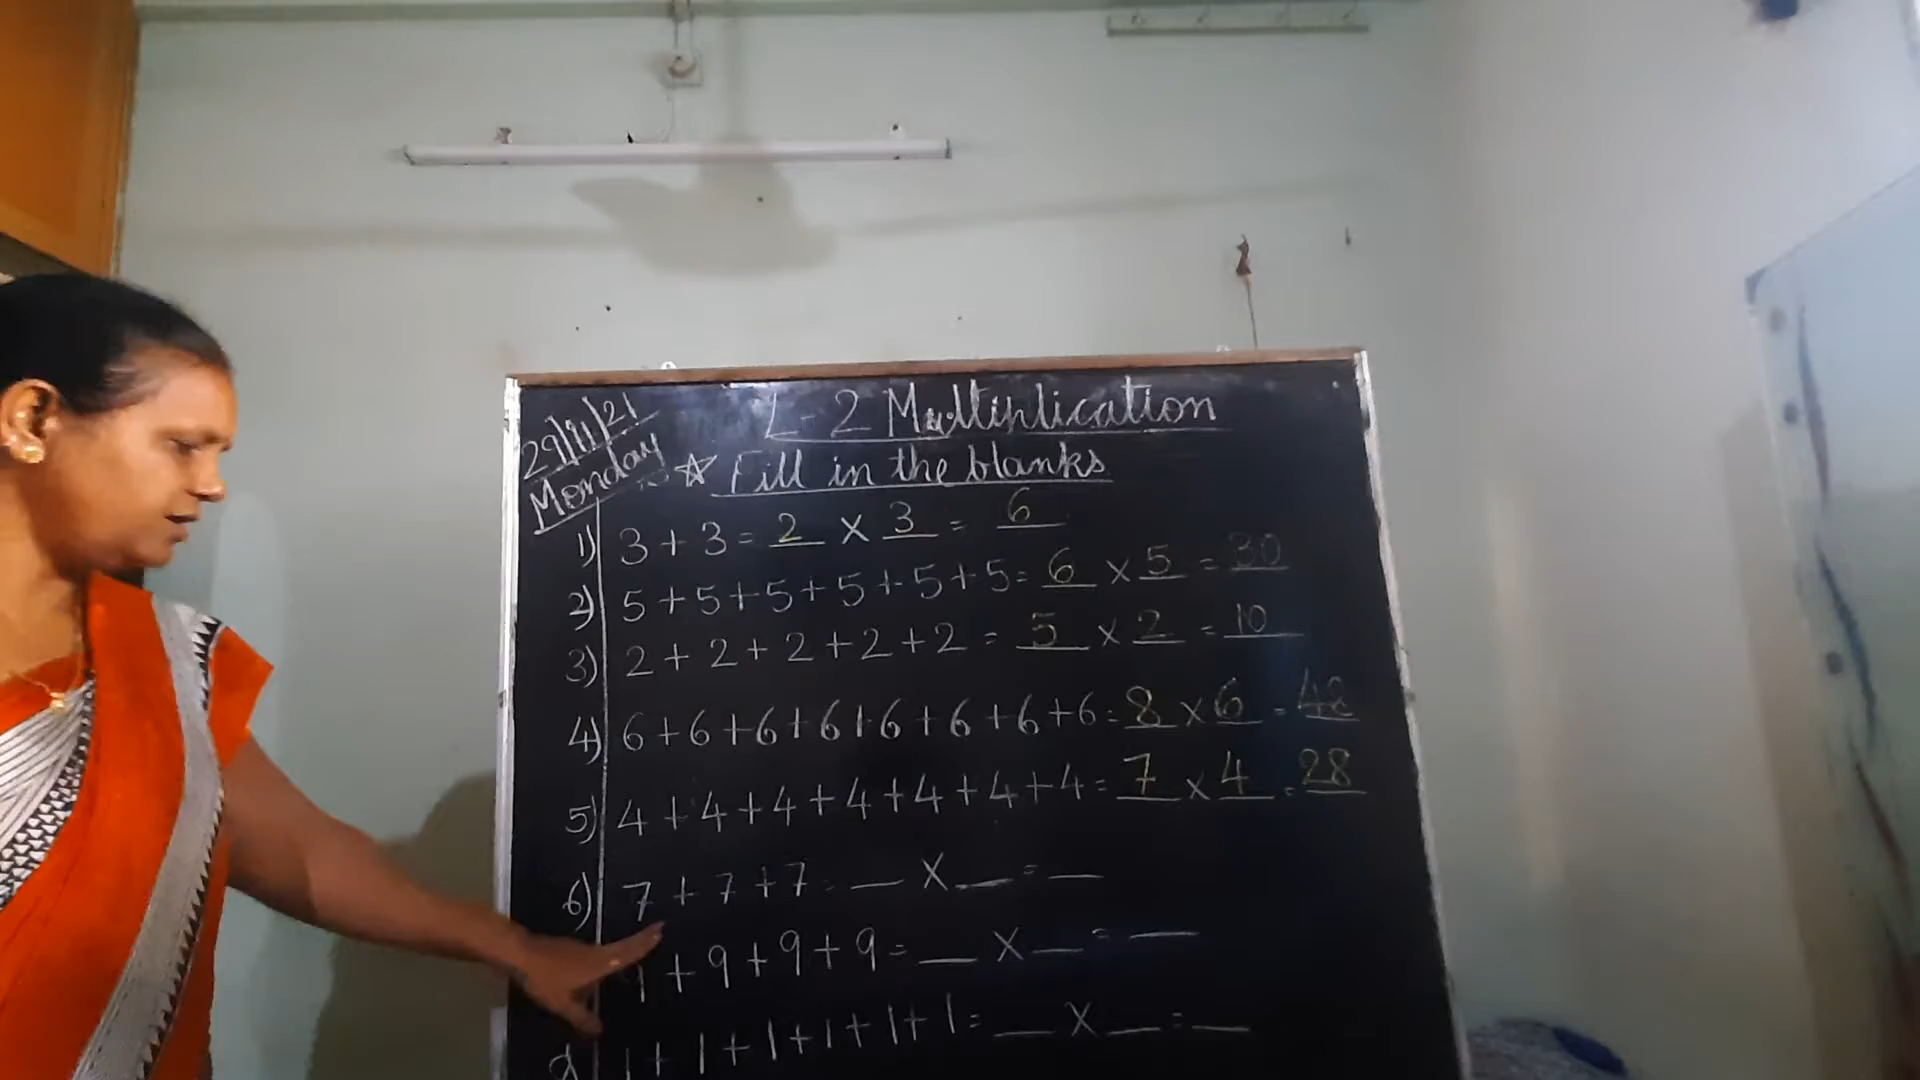 29/11/21
Monday
L-2 Multiplication
☆ Fill in the blanks
1) 3 + 3 = 2 X 3 = 6
2) 5 + 5 + 5 + 5 + 5 + 5 = 6 x 5 = 30
3) 2 + 2 + 2 + 2 + 2 = 5 x 2 = 10
4) 6 + 6 + 6 + 6 + 6 + 6 + 6 + 6 = 8 x 6 = 48
5) 4 + 4 + 4 + 4 + 4 + 4 + 4 = 7 x 4 = 28
6) 7 + 7 + 7 = __ X __ = __
9 + 9 + 9 + 9 = __ X __ = __
1 + 1 + 1 + 1 + 1 + 1 = __ X __ = __